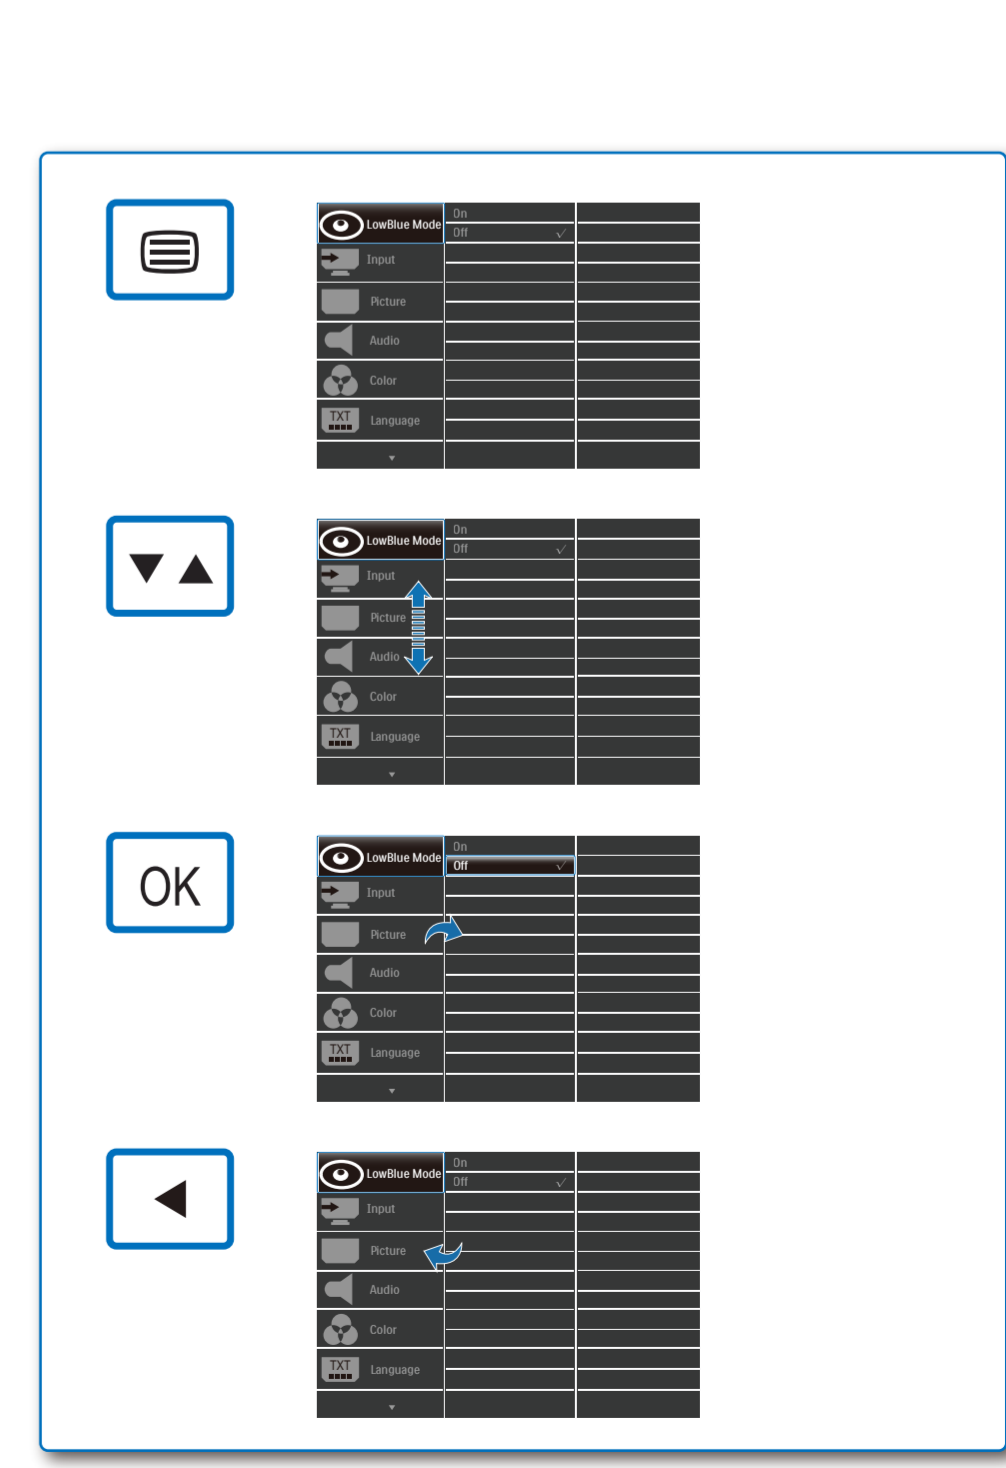 On
LowBlue Mode
Off ✓
Input
Picture
Audio
Color
TXT
Language
On
LowBlue Mode
Off ✓
Input
Picture
Audio
Color
TXT
Language
OK
On
LowBlue Mode
Off ✓
Input
Picture
Audio
Color
TXT
Language
On
LowBlue Mode
Off ✓
Input
Picture
Audio
Color
TXT
Language